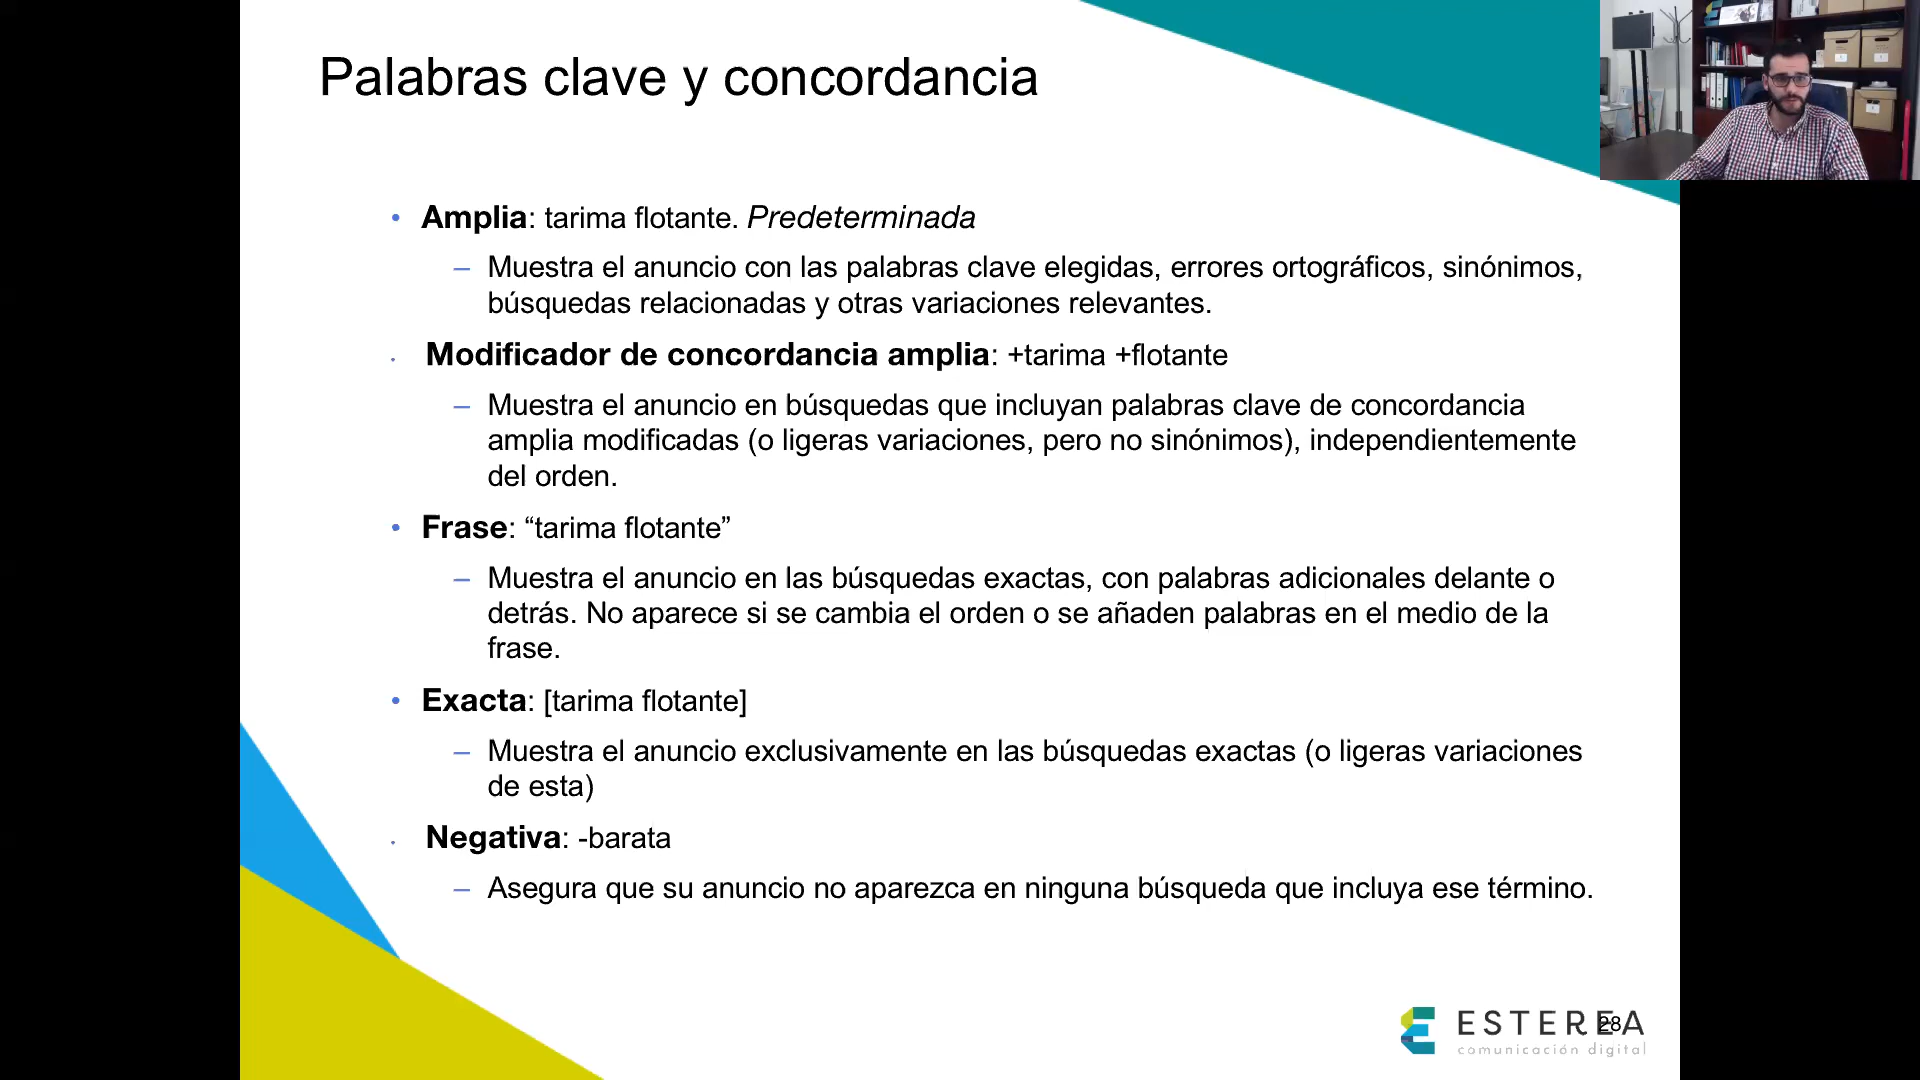 Palabras clave y concordancia
• Amplia: tarima flotante. Predeterminada
– Muestra el anuncio con las palabras clave elegidas, errores ortográficos, sinónimos,
búsquedas relacionadas y otras variaciones relevantes.
• Modificador de concordancia amplia: +tarima +flotante
– Muestra el anuncio en búsquedas que incluyan palabras clave de concordancia
amplia modificadas (o ligeras variaciones, pero no sinónimos), independientemente
del orden.
• Frase: “tarima flotante”
– Muestra el anuncio en las búsquedas exactas, con palabras adicionales delante o
detrás. No aparece si se cambia el orden o se añaden palabras en el medio de la
frase.
• Exacta: [tarima flotante]
– Muestra el anuncio exclusivamente en las búsquedas exactas (o ligeras variaciones
de esta)
• Negativa: -barata
– Asegura que su anuncio no aparezca en ninguna búsqueda que incluya ese término.
ESTEREA
28
comunicación digital